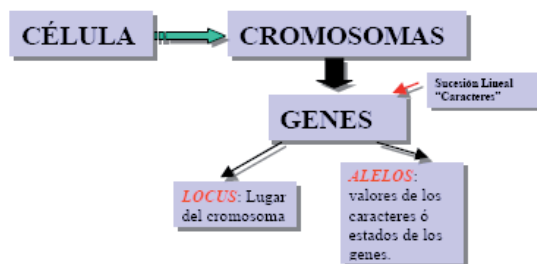 CÉLULA
CROMOSOMAS
Sucesión Lineal
“Caracteres”
GENES
LOCUS: Lugar
del cromosoma
ALELOS:
valores de los
caracteres ó
estados de los
genes.